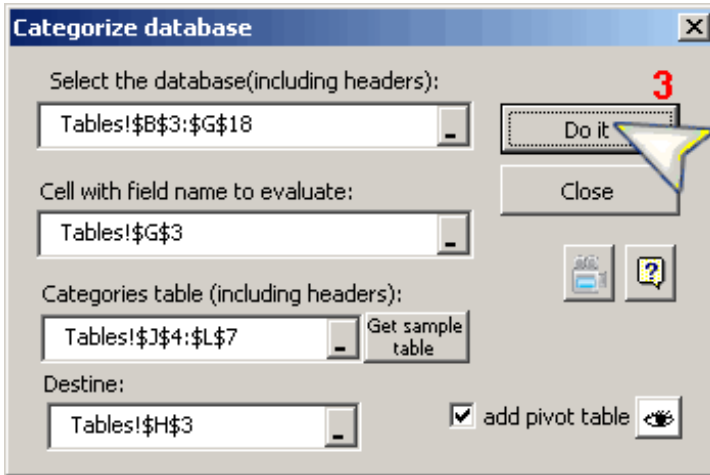 Categorize database
Select the database(including headers):
3
Tables!$B$3:$G$18
Do it
Cell with field name to evaluate:
Close
Tables!$G$3
Categories table (including headers):
Tables!$J$4:$L$7
Get sample
table
Destine:
Tables!$H$3
add pivot table